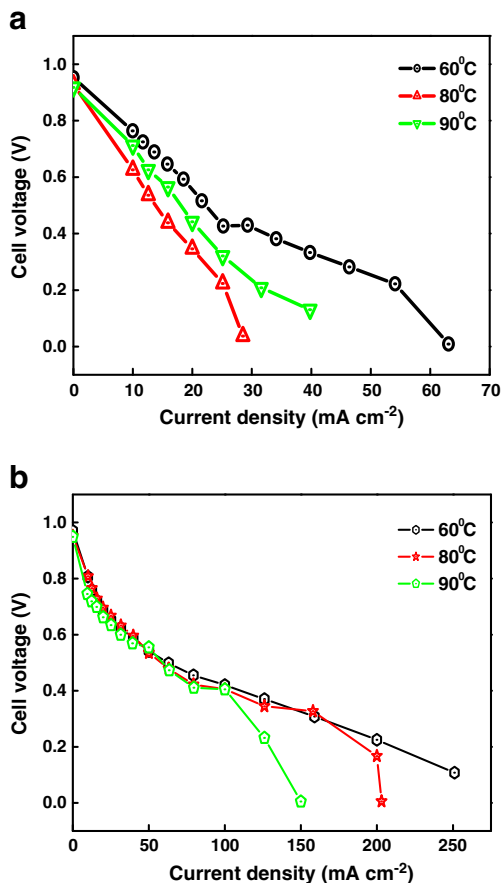 a
1.0
0.8
0.6
0.4
0.2
0.0
Cell voltage (V)
60⁰C
80⁰C
90⁰C
0 10 20 30 40 50 60 70
Current density (mA cm⁻²)
b
1.0
0.8
0.6
0.4
0.2
0.0
Cell voltage (V)
60⁰C
80⁰C
90⁰C
0 50 100 150 200 250
Current density (mA cm⁻²)